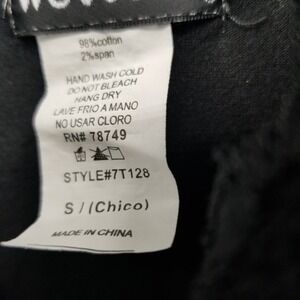 98%cotton
2%span
HAND WASH COLD
DO NOT BLEACH
HANG DRY
LAVE FRIO A MANO
NO USAR CLORO
RN# 78749
STYLE#7T128
S / (Chico)
MADE IN CHINA